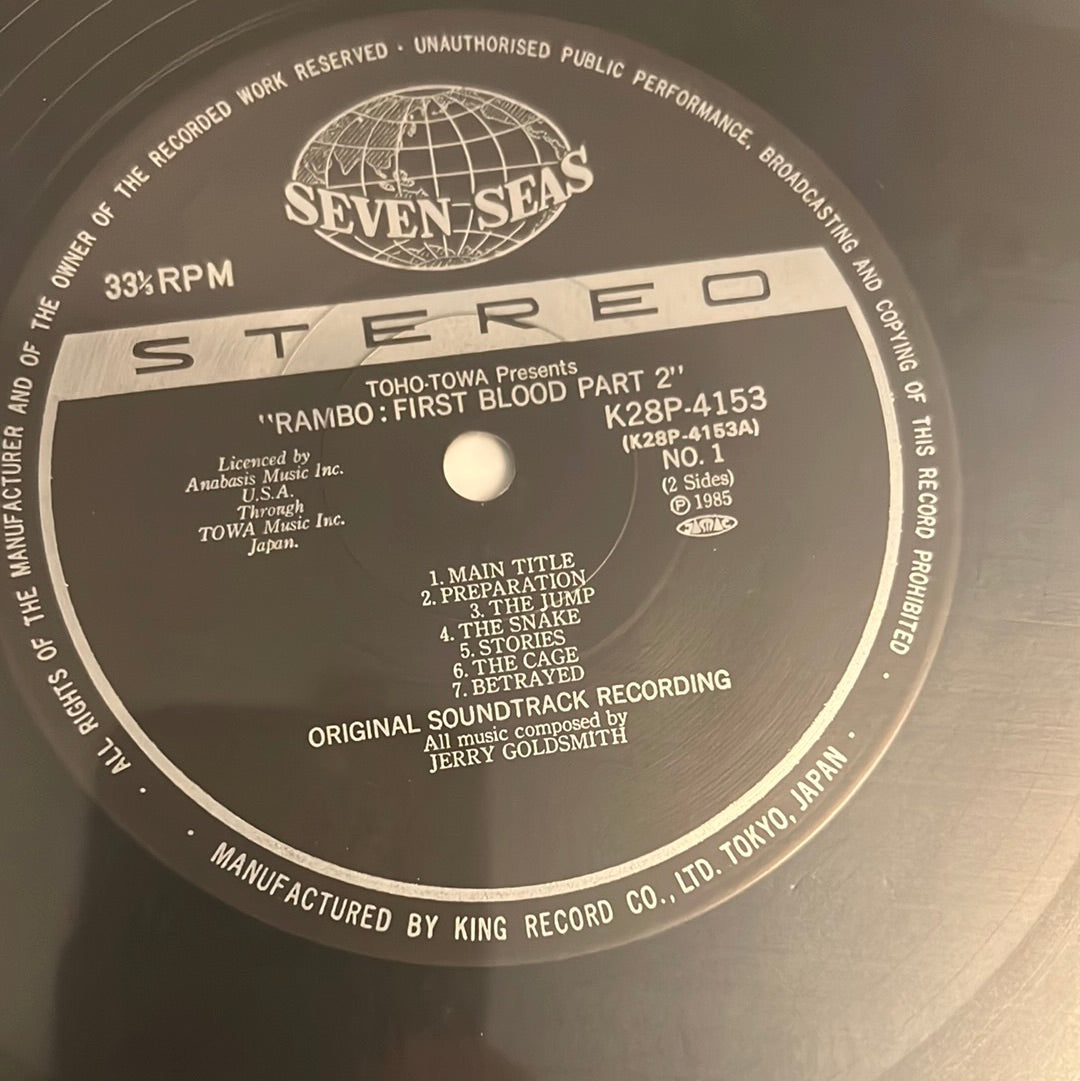 ALL RIGHTS OF THE MANUFACTURER AND OF THE OWNER OF THE RECORDED WORK RESERVED · UNAUTHORISED PUBLIC PERFORMANCE, BROADCASTING AND COPYING OF THIS RECORD PROHIBITED ·
SEVEN SEAS
33⅓ RPM
STEREO
TOHO-TOWA Presents
"RAMBO: FIRST BLOOD PART 2"
Licenced by
Anabasis Music Inc.
U.S.A.
Through
TOWA Music Inc.
Japan.
K28P-4153
(K28P-4153A)
NO. 1
(2 Sides)
℗ 1985
JASRAC
1. MAIN TITLE
2. PREPARATION
3. THE JUMP
4. THE SNAKE
5. STORIES
6. THE CAGE
7. BETRAYED
ORIGINAL SOUNDTRACK RECORDING
All music composed by
JERRY GOLDSMITH
· MANUFACTURED BY KING RECORD CO., LTD. TOKYO, JAPAN ·